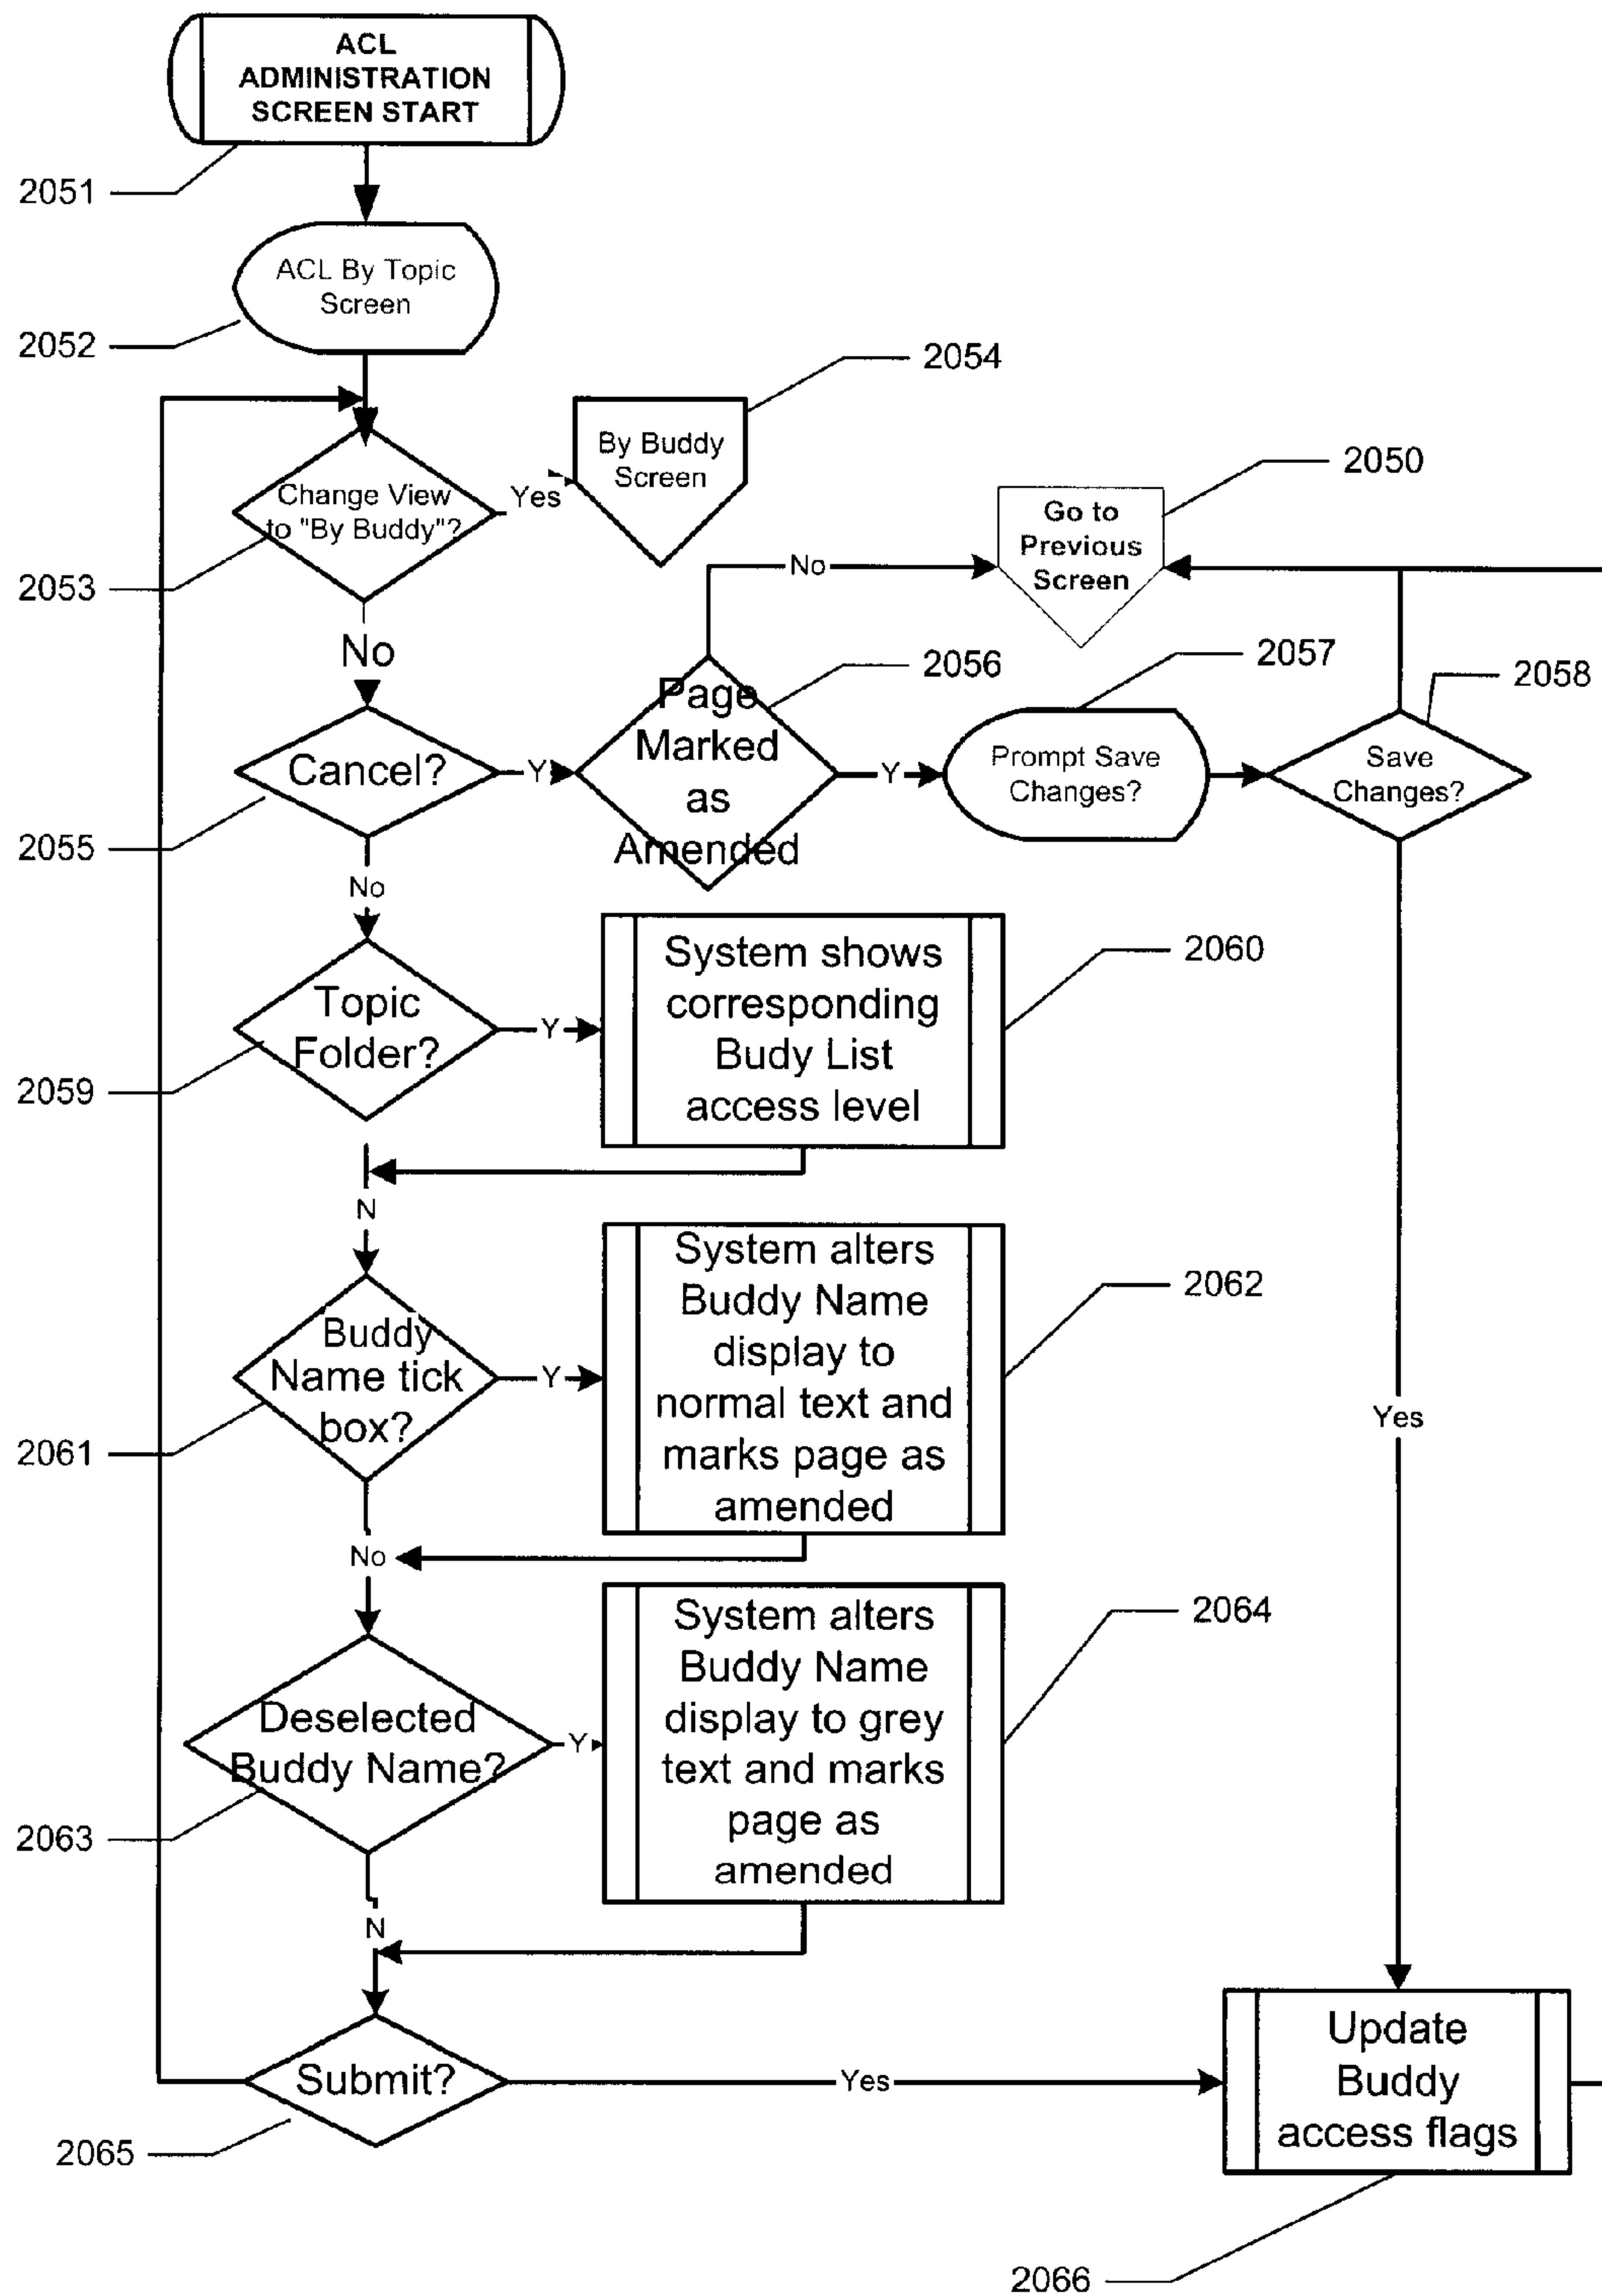 ACL
ADMINISTRATION
SCREEN START
2051
ACL By Topic
Screen
2052
2054
By Buddy
Screen
Change View
to "By Buddy"?
Yes
2053
2050
Go to
Previous
Screen
No
No
2056
2057
2058
Page
Marked
as
Amended
Cancel?
Y
Y
Prompt Save
Changes?
Save
Changes?
2055
No
2060
System shows
corresponding
Budy List
access level
Topic
Folder?
Y
2059
N
2062
System alters
Buddy Name
display to
normal text and
marks page as
amended
Buddy
Name tick
box?
Y
2061
Yes
No
2064
System alters
Buddy Name
display to grey
text and marks
page as
amended
Deselected
Buddy Name?
Y
2063
N
Submit?
Yes
Update
Buddy
access flags
2065
2066